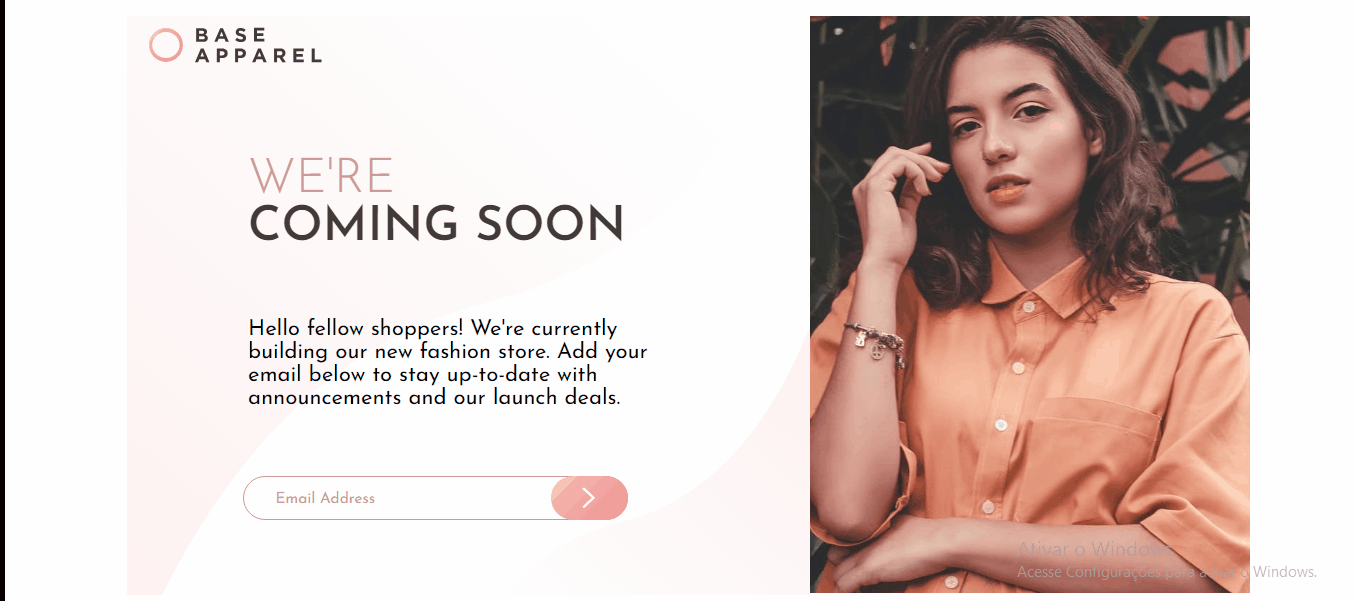 BASE
APPAREL
WE'RE
COMING SOON
Hello fellow shoppers! We're currently
building our new fashion store. Add your
email below to stay up-to-date with
announcements and our launch deals.
Email Address
Ativar o Windows
Acesse Configurações para ativar o Windows.